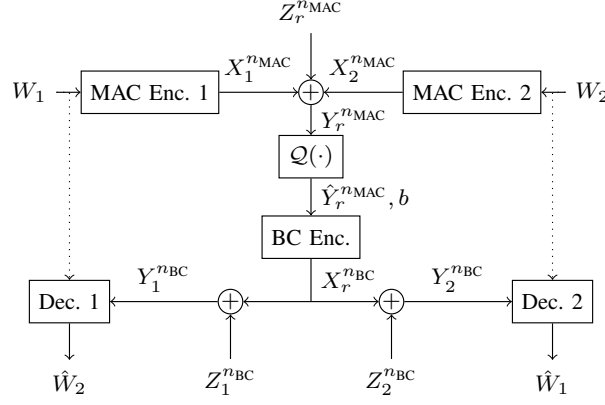 Z_r^{n_MAC}
X_1^{n_MAC} X_2^{n_MAC}
W_1 MAC Enc. 1 + MAC Enc. 2 W_2
Y_r^{n_MAC}
𝒬(·)
Ŷ_r^{n_MAC}, b
BC Enc.
Y_1^{n_BC} X_r^{n_BC} Y_2^{n_BC}
Dec. 1 + + Dec. 2
Ŵ_2 Z_1^{n_BC} Z_2^{n_BC} Ŵ_1